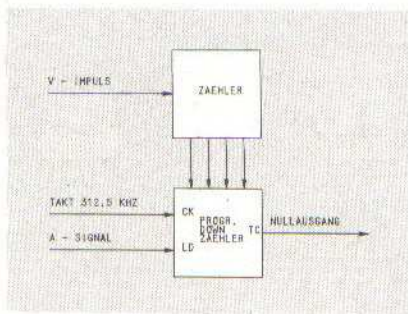 V - IMPULS
ZAEHLER
TAKT 312,5 KHZ
CK
PROGR.
DOWN
ZAEHLER
TC
NULLAUSGANG
A - SIGNAL
LD